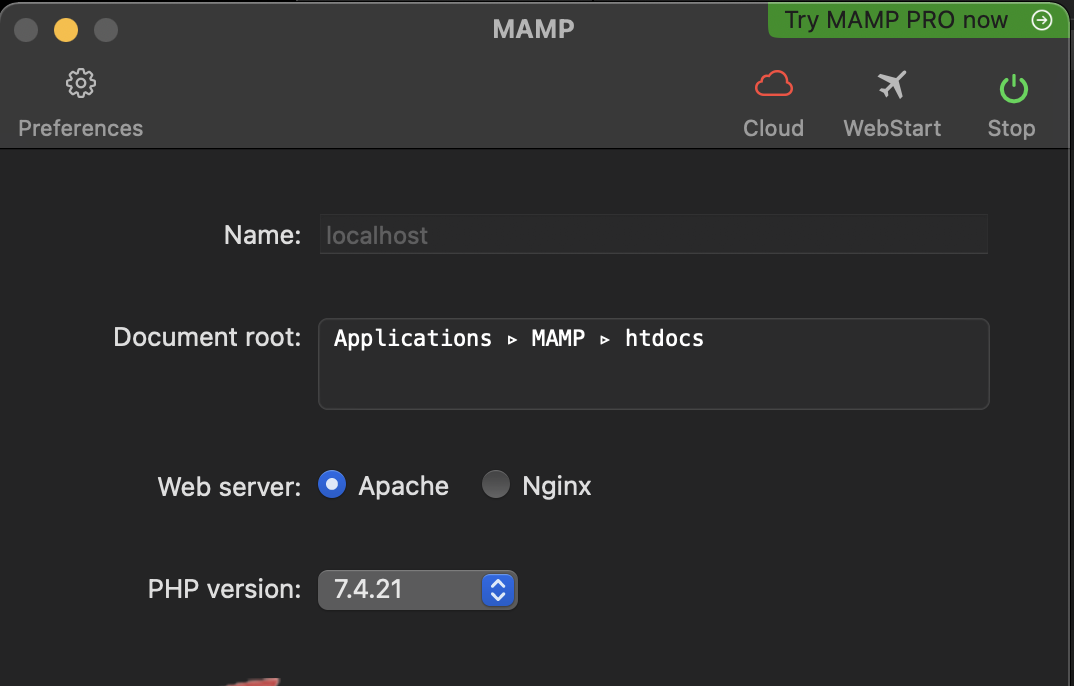 MAMP
Try MAMP PRO now
Preferences
Cloud
WebStart
Stop
Name: localhost
Document root: Applications ▹ MAMP ▹ htdocs
Web server: Apache Nginx
PHP version: 7.4.21